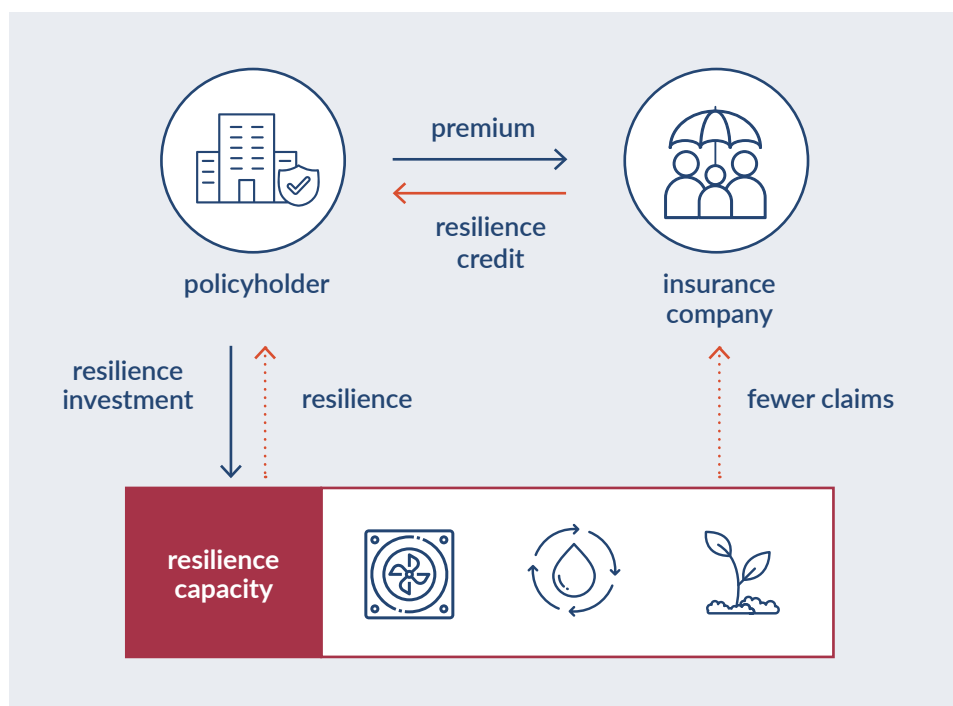 premium
resilience
credit
policyholder
insurance
company
resilience
investment
resilience
fewer claims
resilience
capacity